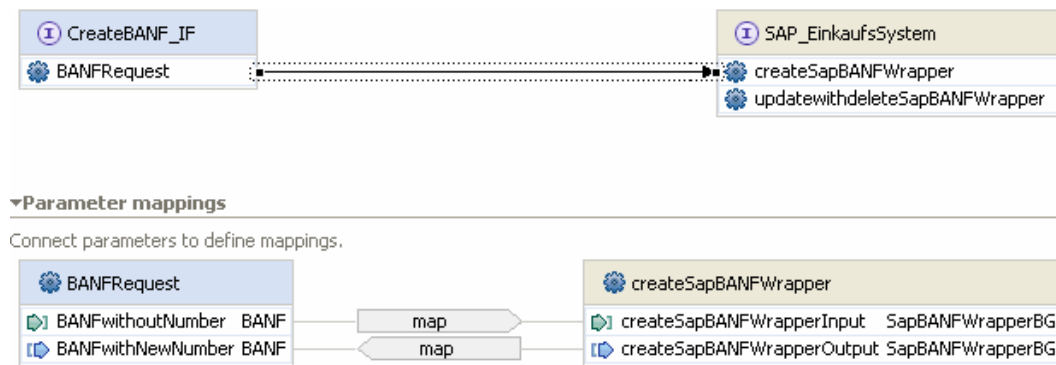 CreateBANF_IF SAP_EinkaufsSystem
BANFRequest createSapBANFWrapper
updatewithdeleteSapBANFWrapper
Parameter mappings
Connect parameters to define mappings.
BANFRequest createSapBANFWrapper
BANFwithoutNumber BANF map createSapBANFWrapperInput SapBANFWrapperBG
BANFwithNewNumber BANF map createSapBANFWrapperOutput SapBANFWrapperBG